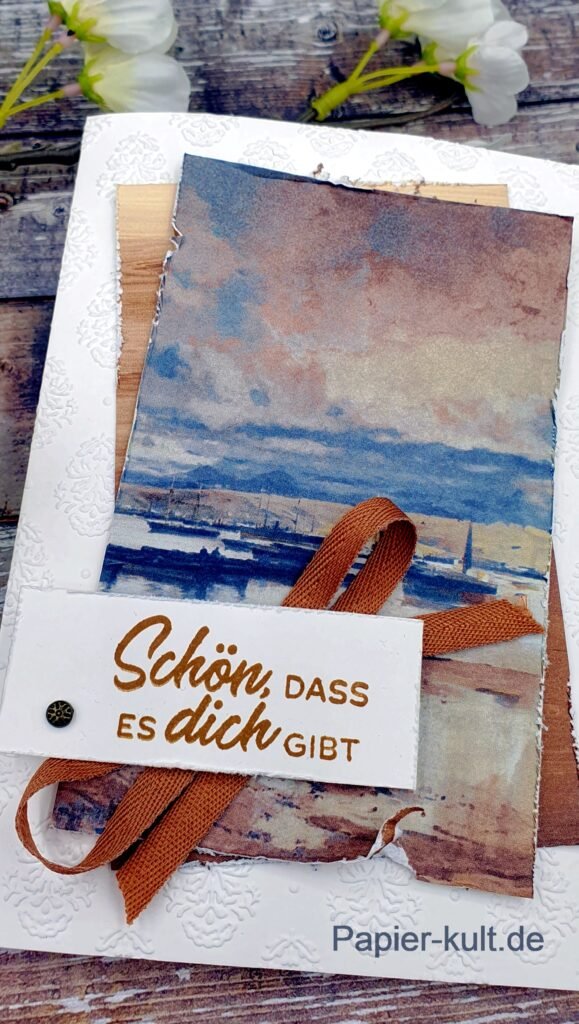 Schön, DASS
ES dich GIBT
Papier-kult.de